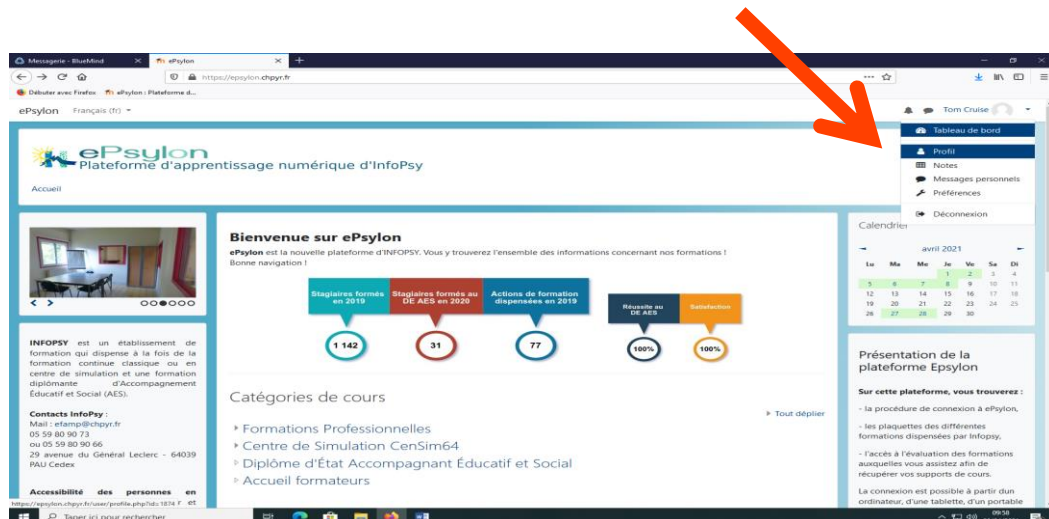 Messagerie - BlueMind
ePsylon
https://epsylon.chpyr.fr
Débuter avec Firefox
ePsylon : Plateforme d...
ePsylon
Français (fr)
Tom Cruise
Tableau de bord
Profil
Notes
Messages personnels
Préférences
Déconnexion
ePsylon
Plateforme d'apprentissage numérique d'InfoPsy
Accueil
INFOPSY est un établissement de
formation qui dispense à la fois de la
formation continue classique ou en
centre de simulation et une formation
diplômante d'Accompagnement
Éducatif et Social (AES).
Contacts InfoPsy :
Mail : efamp@chpyr.fr
05 59 80 90 73
ou 05 59 80 90 66
29 avenue du Général Leclerc - 64039
PAU Cedex
Accessibilité des personnes en
et
https://epsylon.chpyr.fr/user/profile.php?id=1874
Bienvenue sur ePsylon
ePsylon est la nouvelle plateforme d'INFOPSY. Vous y trouverez l'ensemble des informations concernant nos formations !
Bonne navigation !
Stagiaires formés
en 2019
1 142
Stagiaires formés au
DE AES en 2020
31
Actions de formation
dispensées en 2019
77
Réussite au
DE AES
100%
Satisfaction
100%
Catégories de cours
Tout déplier
Formations Professionnelles
Centre de Simulation CenSim64
Diplôme d'État Accompagnant Éducatif et Social
Accueil formateurs
Calendrier
avril 2021
Lu Ma Me Je Ve Sa Di
1 2 3 4
5 6 7 8 9 10 11
12 13 14 15 16 17 18
19 20 21 22 23 24 25
26 27 28 29 30
Présentation de la
plateforme Epsylon
Sur cette plateforme, vous trouverez :
- la procédure de connexion à ePsylon,
- les plaquettes des différentes
formations dispensées par Infopsy,
- l'accès à l'évaluation des formations
auxquelles vous assistez afin de
récupérer vos supports de cours.
La connexion est possible à partir dun
ordinateur, d'une tablette, d'un portable
Taper ici pour rechercher
09:58